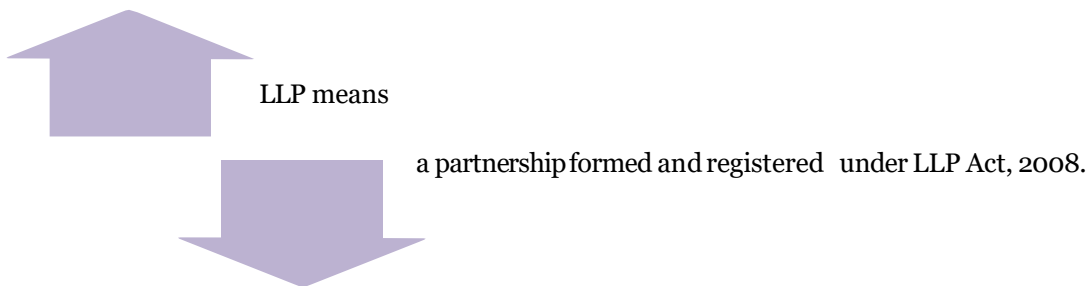 LLP means
a partnership formed and registered under LLP Act, 2008.